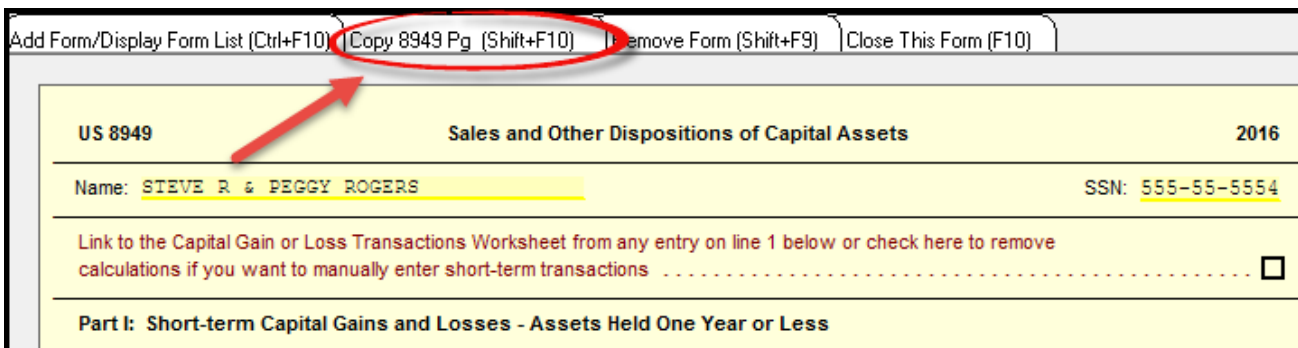 Add Form/Display Form List (Ctrl+F10) Copy 8949 Pg (Shift+F10) Remove Form (Shift+F9) Close This Form (F10)
US 8949 Sales and Other Dispositions of Capital Assets 2016
Name: STEVE R & PEGGY ROGERS SSN: 555-55-5554
Link to the Capital Gain or Loss Transactions Worksheet from any entry on line 1 below or check here to remove
calculations if you want to manually enter short-term transactions
Part I: Short-term Capital Gains and Losses - Assets Held One Year or Less